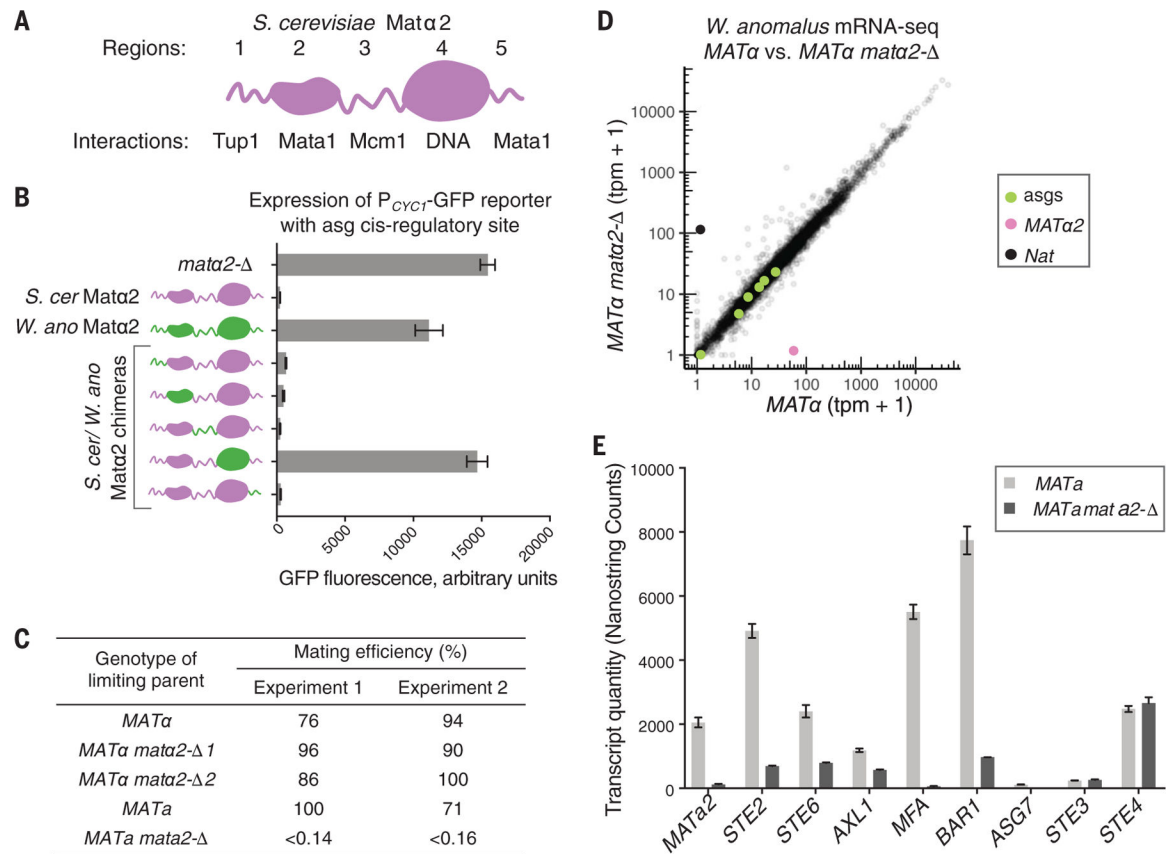 A
S. cerevisiae Matα2
Regions: 1 2 3 4 5
Interactions: Tup1 Mata1 Mcm1 DNA Mata1
B
Expression of PCYC1-GFP reporter
with asg cis-regulatory site
matα2-Δ
S. cer Matα2
W. ano Matα2
S. cer/ W. ano
Matα2 chimeras
0 5000 10000 15000 20000
GFP fluorescence, arbitrary units
C
Genotype of
limiting parent
Mating efficiency (%)
Experiment 1 Experiment 2
MATα 76 94
MATα matα2-Δ1 96 90
MATα matα2-Δ2 86 100
MATa 100 71
MATa mata2-Δ <0.14 <0.16
D
W. anomalus mRNA-seq
MATα vs. MATα matα2-Δ
MATα matα2-Δ (tpm + 1)
10000
1000
100
10
1
1 10 100 1000 10000
MATα (tpm + 1)
asgs
MATα2
Nat
E
Transcript quantity (Nanostring Counts)
10000
8000
6000
4000
2000
0
MATa
MATa mat a2-Δ
MATa2 STE2 STE6 AXL1 MFA BAR1 ASG7 STE3 STE4